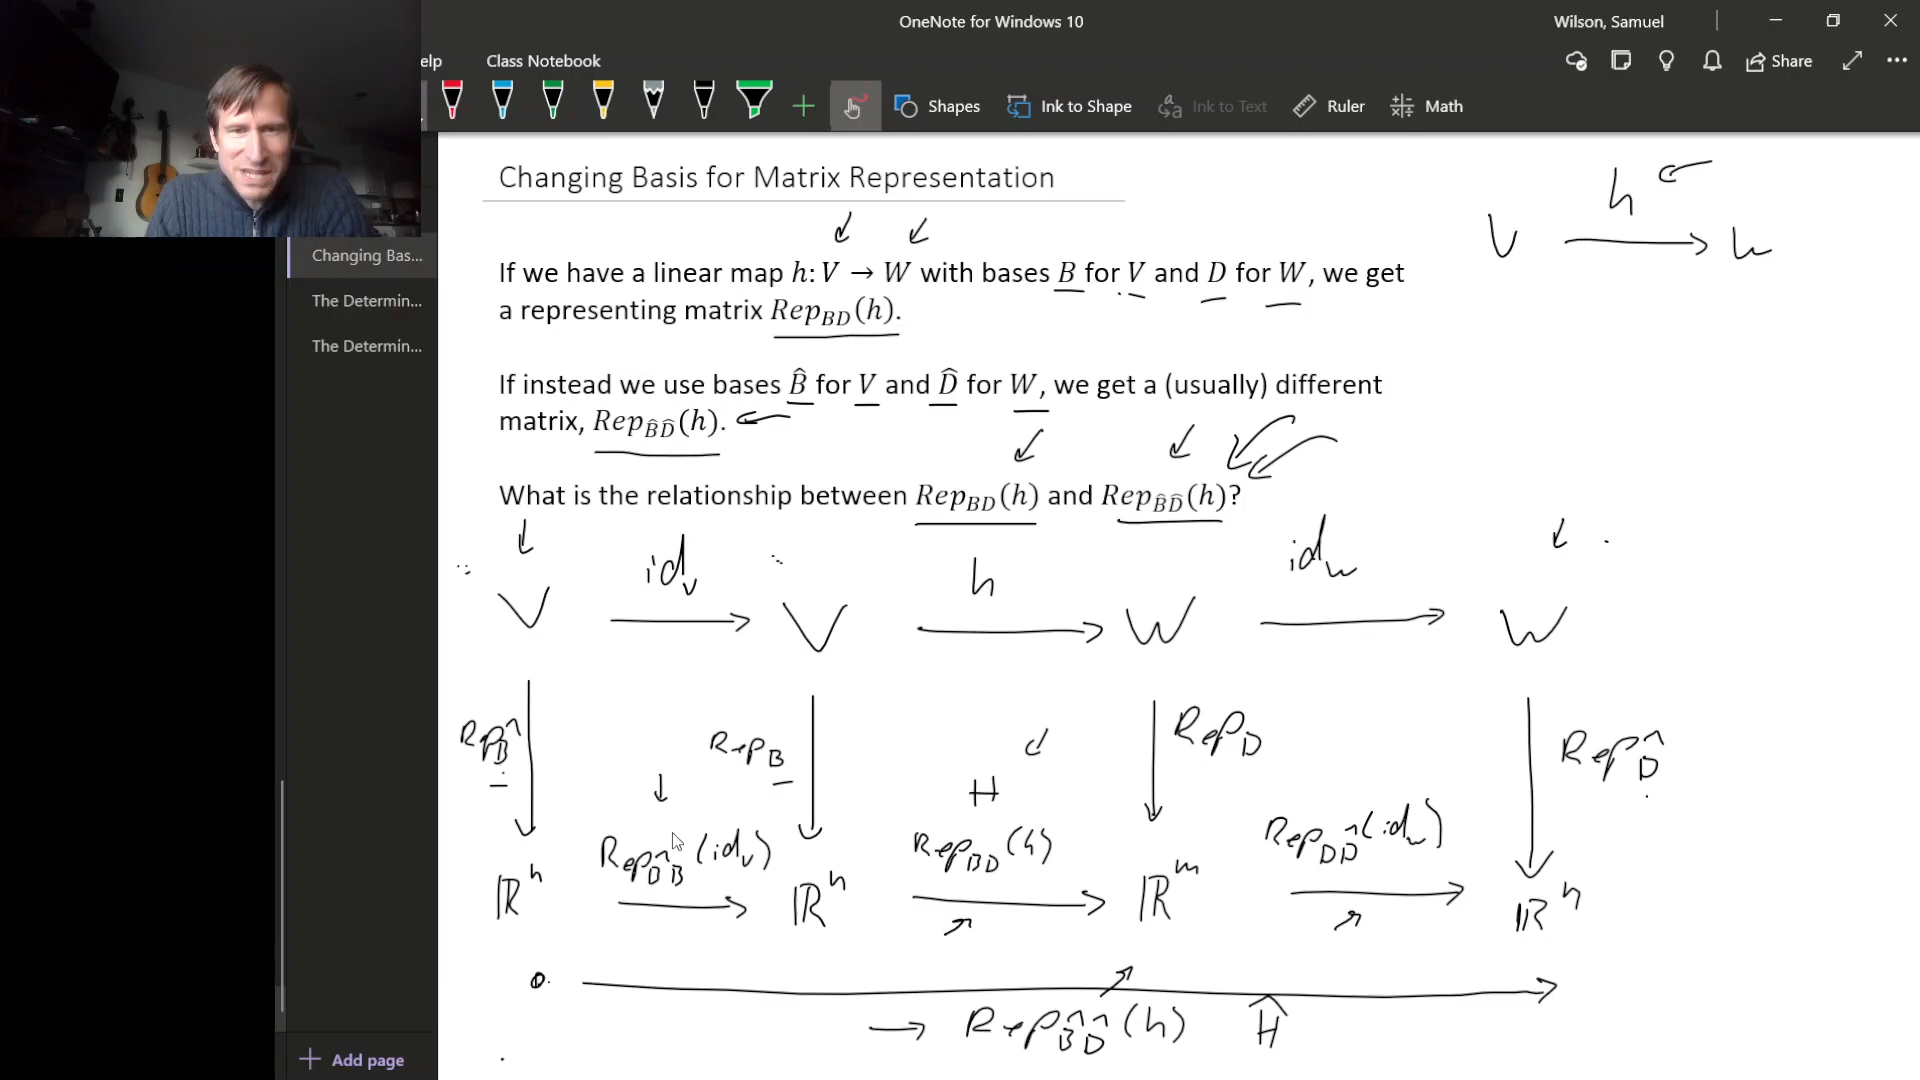 OneNote for Windows 10
Wilson, Samuel
elp Class Notebook
Share
Shapes Ink to Shape Ink to Text Ruler Math
Changing Bas...
The Determin...
The Determin...
Add page
Changing Basis for Matrix Representation
V h W
If we have a linear map h: V → W with bases B for V and D for W, we get
a representing matrix Rep_BD(h).
If instead we use bases B̂ for V and D̂ for W, we get a (usually) different
matrix, Rep_B̂D̂(h).
What is the relationship between Rep_BD(h) and Rep_B̂D̂(h)?
id_V h id_W
V → V → W → W
Rep_B̂ Rep_B Rep_D Rep_D̂
H
Rep_B̂B(id_V) Rep_BD(h) Rep_DD̂(id_W)
ℝ^n → ℝ^n → ℝ^m → ℝ^n
→ Rep_B̂D̂(h) Ĥ